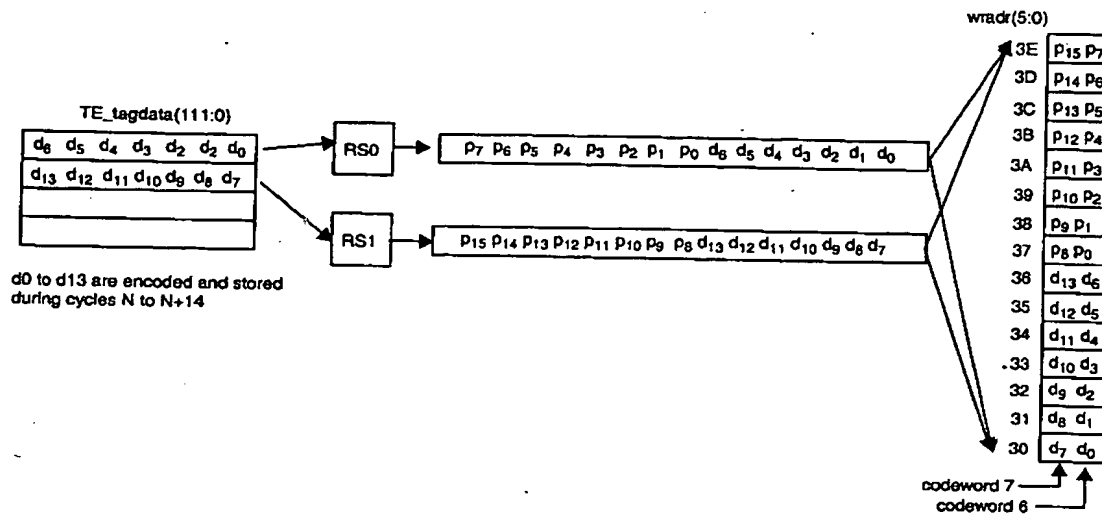 wradr(5:0)
TE_tagdata(111:0)
d6 d5 d4 d3 d2 d2 d0
d13 d12 d11 d10 d9 d8 d7
RS0
RS1
p7 p6 p5 p4 p3 p2 p1 p0 d6 d5 d4 d3 d2 d1 d0
p15 p14 p13 p12 p11 p10 p9 p8 d13 d12 d11 d10 d9 d8 d7
d0 to d13 are encoded and stored
during cycles N to N+14
3E p15 p7
3D p14 p6
3C p13 p5
3B p12 p4
3A p11 p3
39 p10 p2
38 p9 p1
37 p8 p0
36 d13 d6
35 d12 d5
34 d11 d4
33 d10 d3
32 d9 d2
31 d8 d1
30 d7 d0
codeword 7
codeword 6